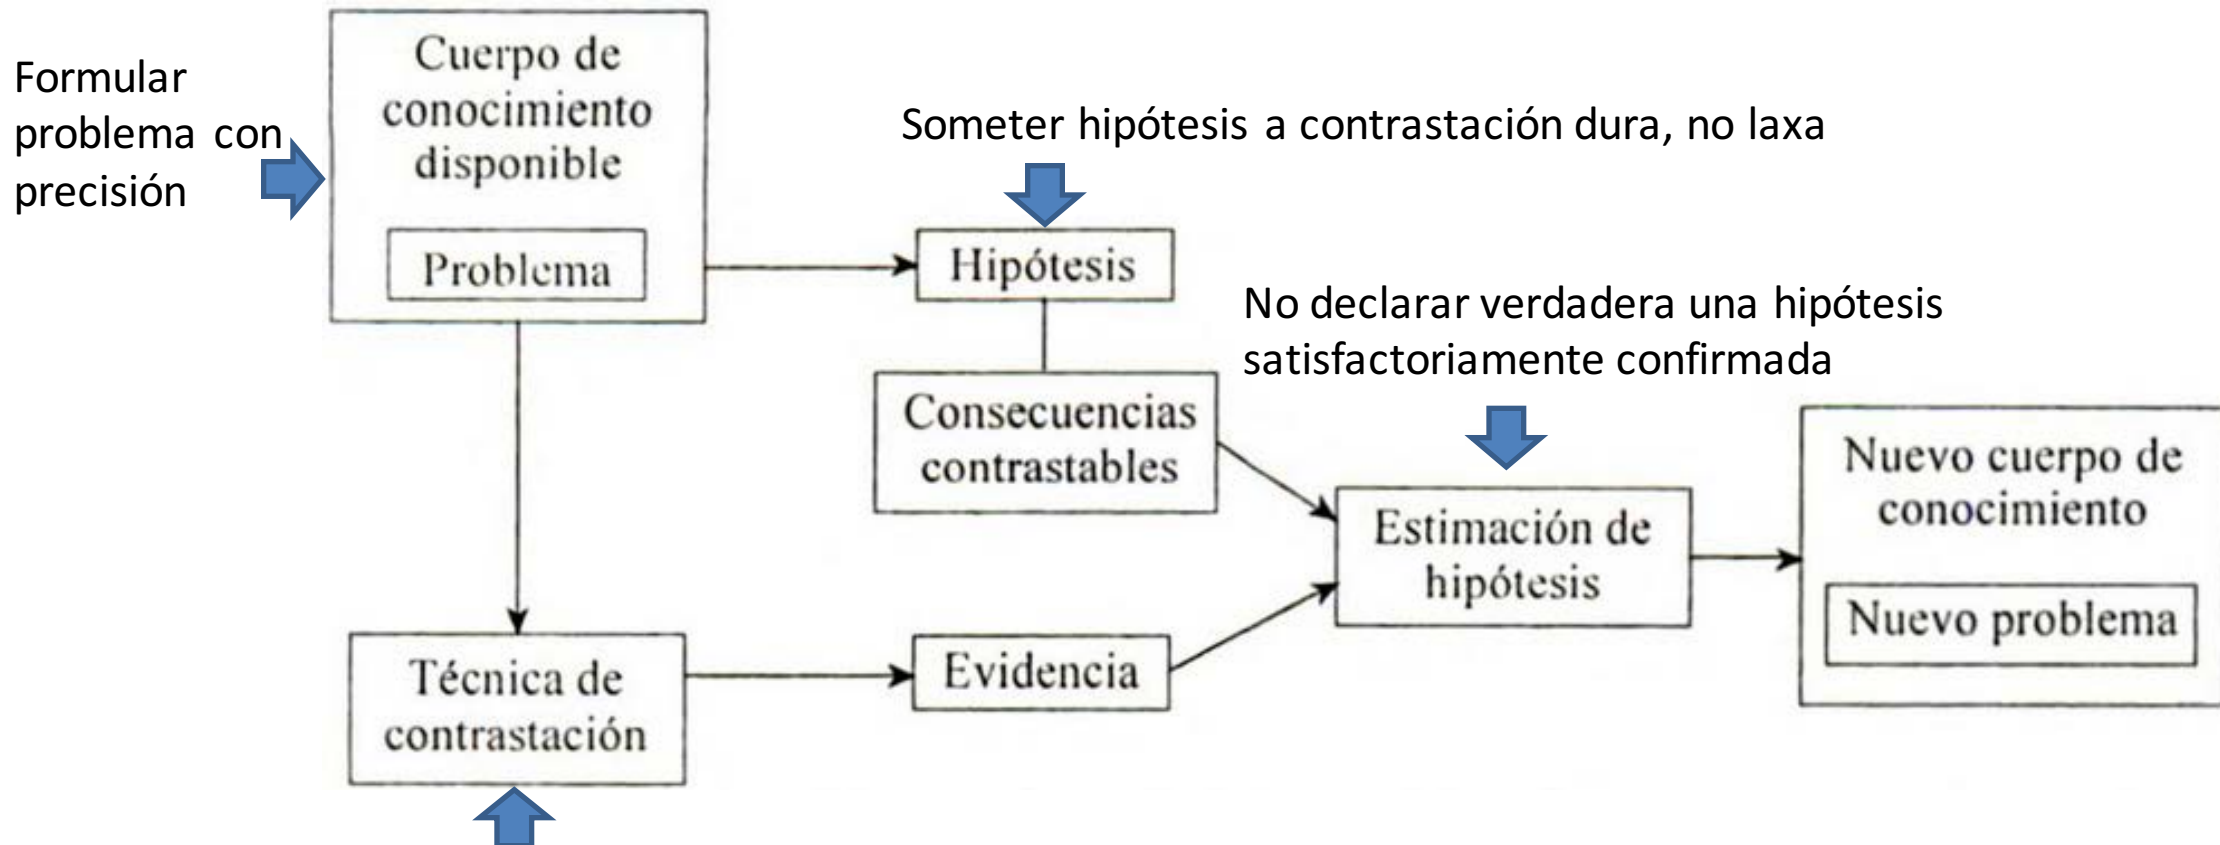 Formular
problema con
precisión
Cuerpo de
conocimiento
disponible
Problema
Someter hipótesis a contrastación dura, no laxa
Hipótesis
No declarar verdadera una hipótesis
satisfactoriamente confirmada
Consecuencias
contrastables
Estimación de
hipótesis
Nuevo cuerpo de
conocimiento
Nuevo problema
Técnica de
contrastación
Evidencia